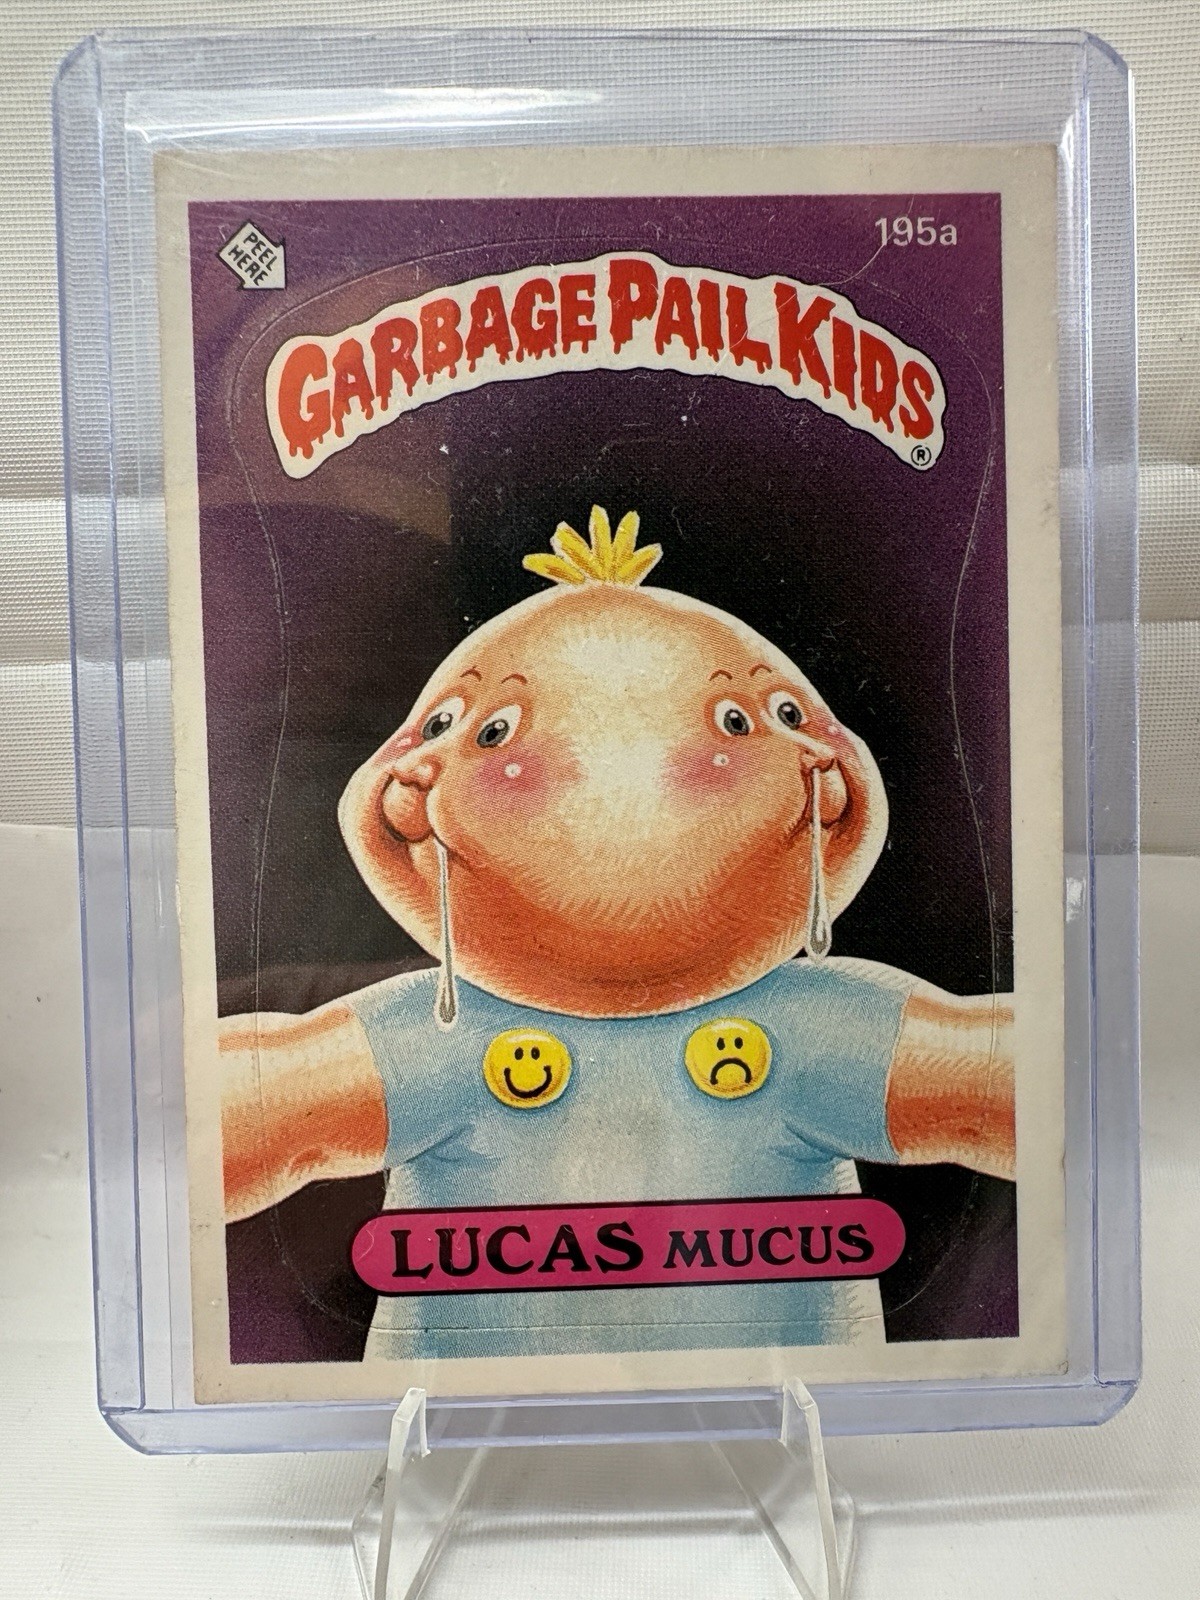 PEEL
HERE
195a
GARBAGE PAIL KIDS
®
LUCAS MUCUS